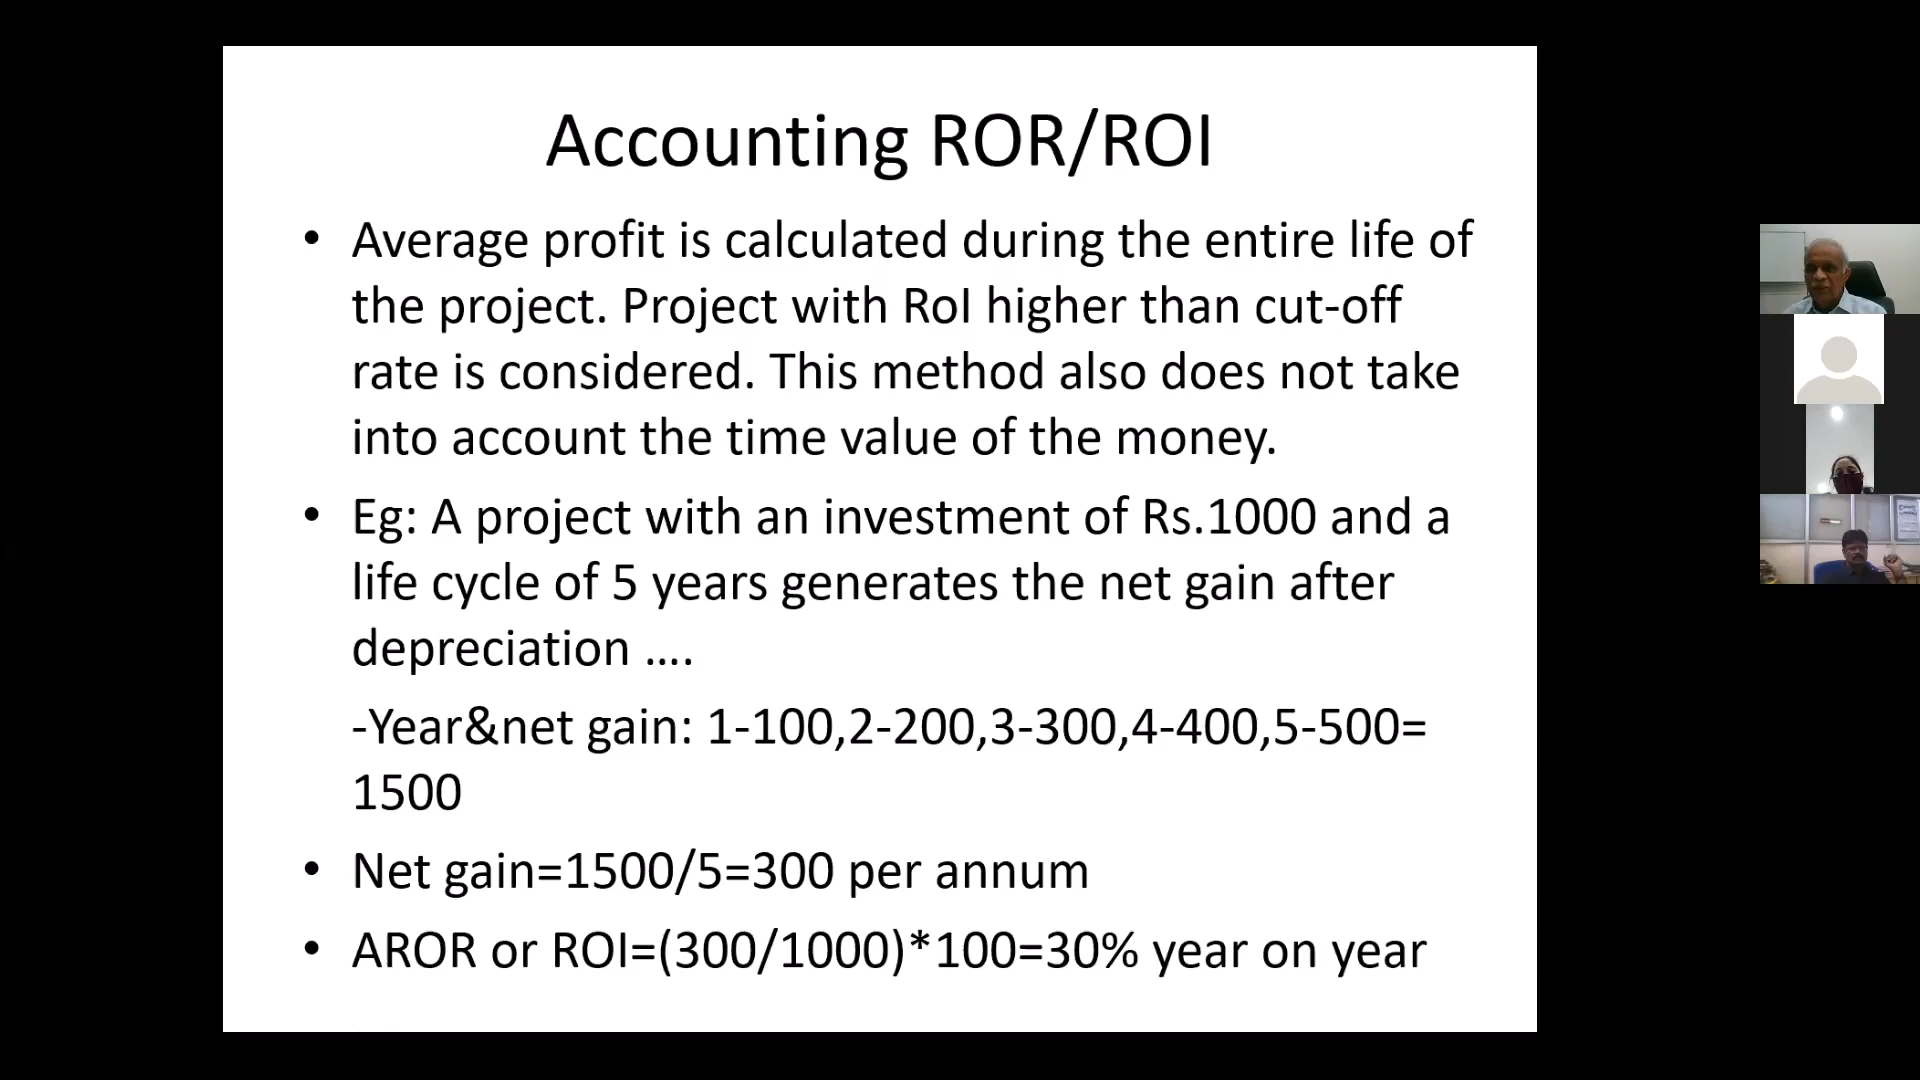 Accounting ROR/ROI
• Average profit is calculated during the entire life of
the project. Project with RoI higher than cut-off
rate is considered. This method also does not take
into account the time value of the money.
• Eg: A project with an investment of Rs.1000 and a
life cycle of 5 years generates the net gain after
depreciation ....
-Year&net gain: 1-100,2-200,3-300,4-400,5-500=
1500
• Net gain=1500/5=300 per annum
• AROR or ROI=(300/1000)*100=30% year on year